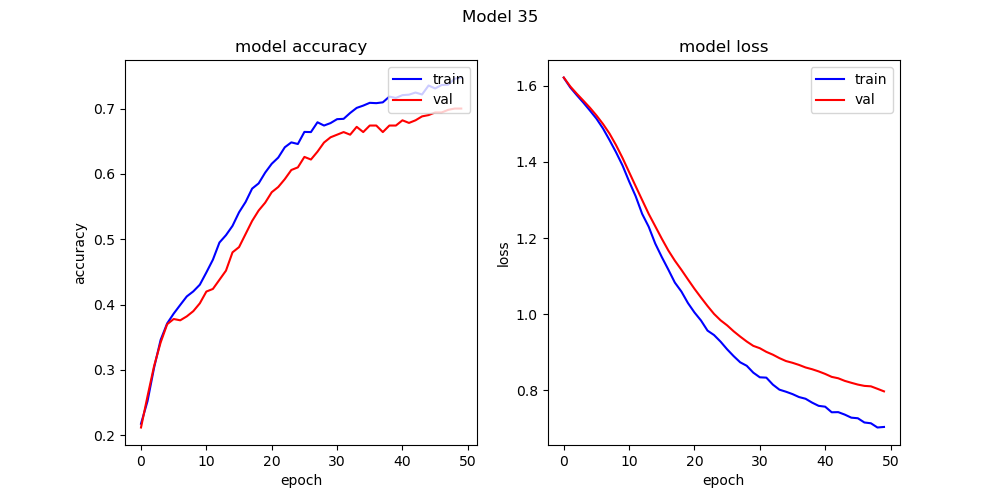 Model 35
model accuracy
train
val
0.7
0.6
0.5
0.4
0.3
0.2
accuracy
0 10 20 30 40 50
epoch
model loss
train
val
1.6
1.4
1.2
1.0
0.8
loss
0 10 20 30 40 50
epoch